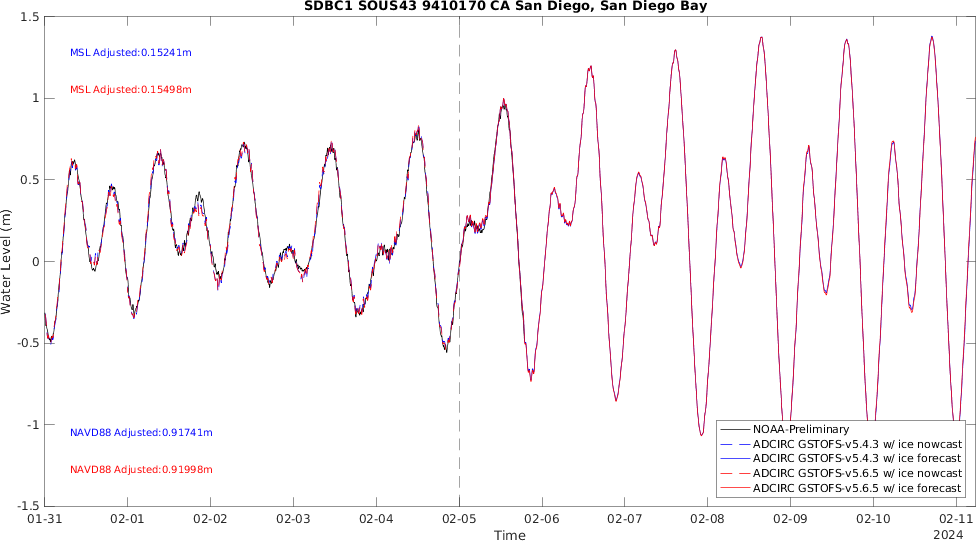 SDBC1 SOUS43 9410170 CA San Diego, San Diego Bay
1.5
MSL Adjusted:0.15241m
1
MSL Adjusted:0.15498m
0.5
Water Level (m)
0
-0.5
-1
NAVD88 Adjusted:0.91741m
NAVD88 Adjusted:0.91998m
-1.5
NOAA-Preliminary
ADCIRC GSTOFS-v5.4.3 w/ ice nowcast
ADCIRC GSTOFS-v5.4.3 w/ ice forecast
ADCIRC GSTOFS-v5.6.5 w/ ice nowcast
ADCIRC GSTOFS-v5.6.5 w/ ice forecast
01-31 02-01 02-02 02-03 02-04 02-05 02-06 02-07 02-08 02-09 02-10 02-11
Time 2024